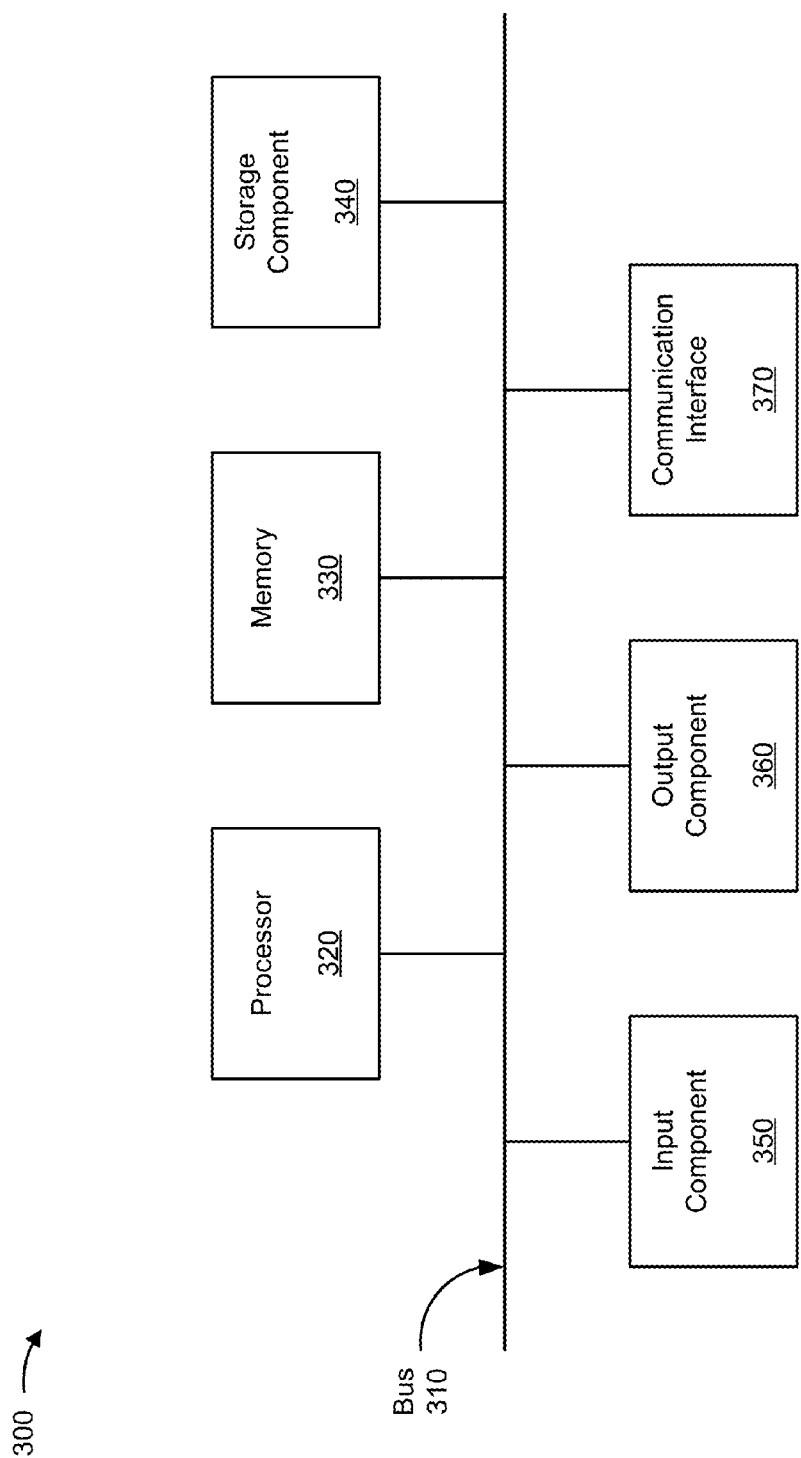 300
Bus
310
Processor
320
Memory
330
Storage
Component
340
Input
Component
350
Output
Component
360
Communication
Interface
370